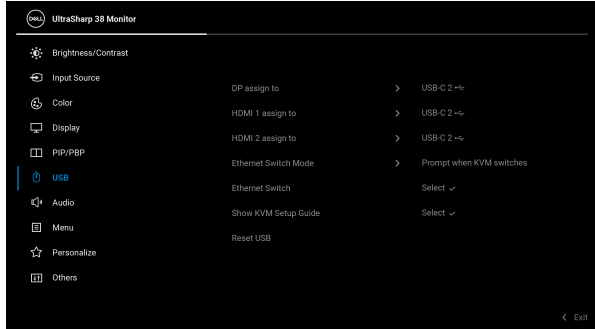 DELL UltraSharp 38 Monitor
Brightness/Contrast
Input Source
Color
Display
PIP/PBP
USB
Audio
Menu
Personalize
Others
DP assign to > USB-C 2
HDMI 1 assign to > USB-C 2
HDMI 2 assign to > USB-C 2
Ethernet Switch Mode > Prompt when KVM switches
Ethernet Switch Select ✓
Show KVM Setup Guide Select ✓
Reset USB
< Exit